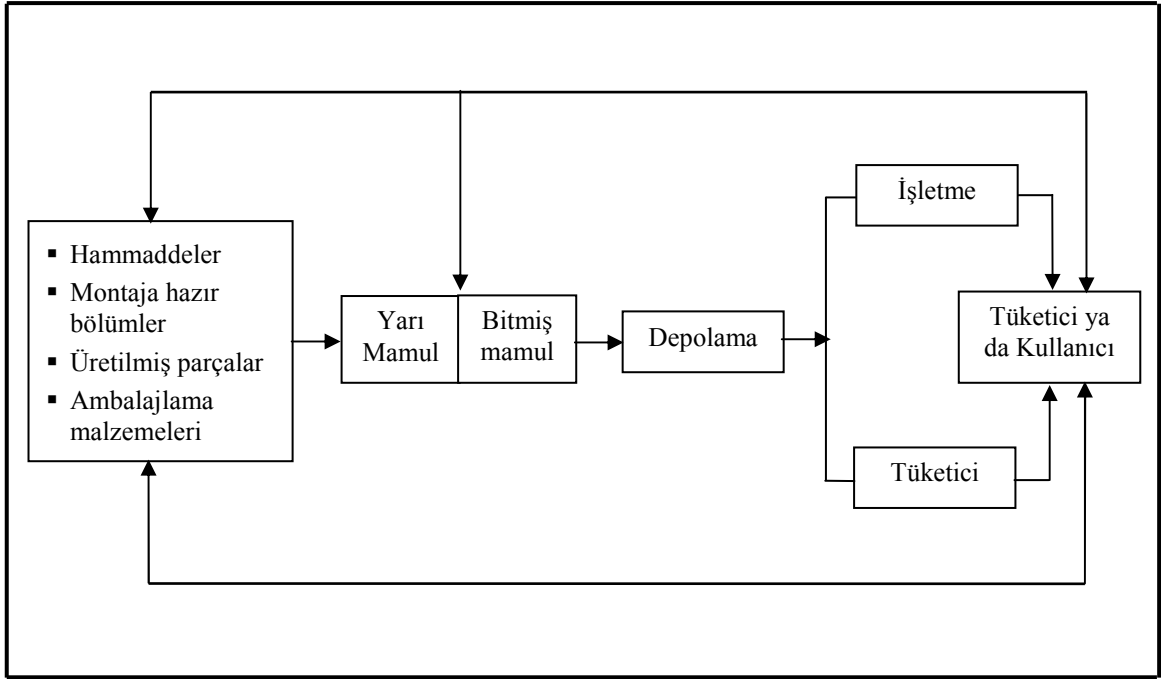 ▪ Hammaddeler
▪ Montaja hazır
bölümler
▪ Üretilmiş parçalar
▪ Ambalajlama
malzemeleri
Yarı
Mamul
Bitmiş
mamul
Depolama
İşletme
Tüketici
Tüketici ya
da Kullanıcı